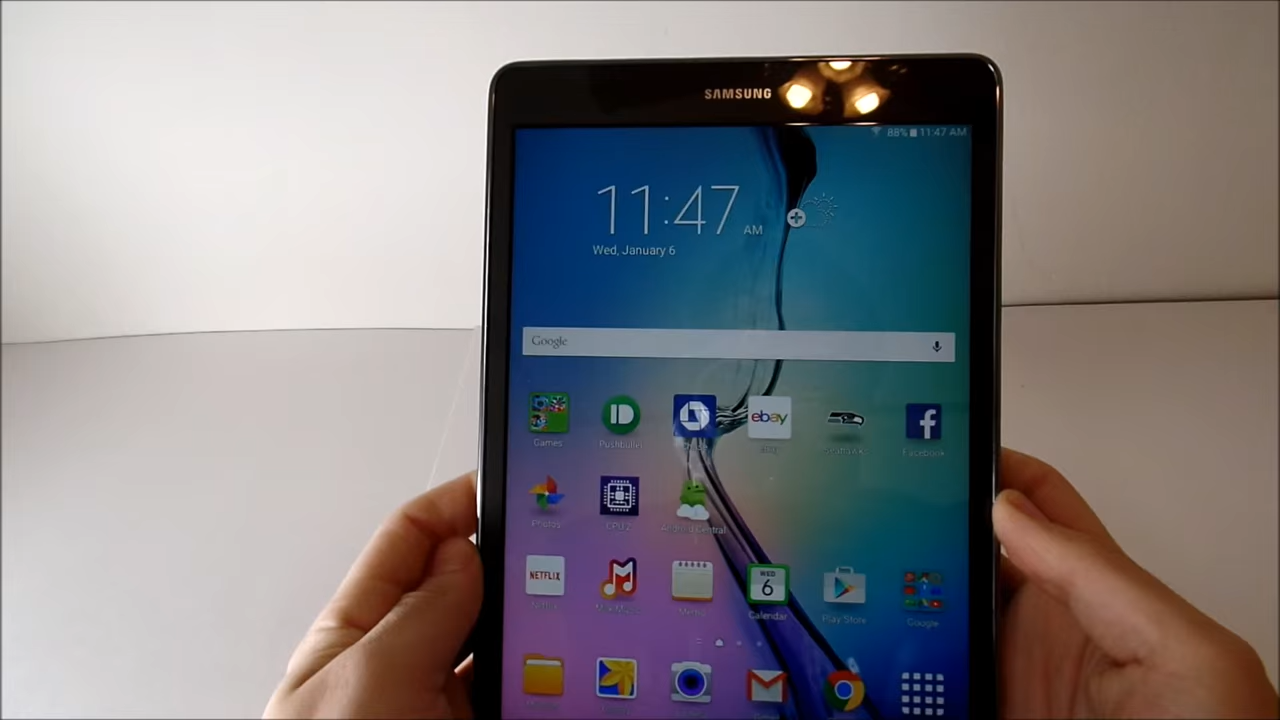 SAMSUNG
88% 11:47 AM
11:47 AM
Wed, January 6
Google
ebay
Games
Pushbullet
Facebook
Photos
CPU Z
Android Central
NETFLIX
WED
6
Netflix
Milk Music
Memo
Calendar
Play Store
Google